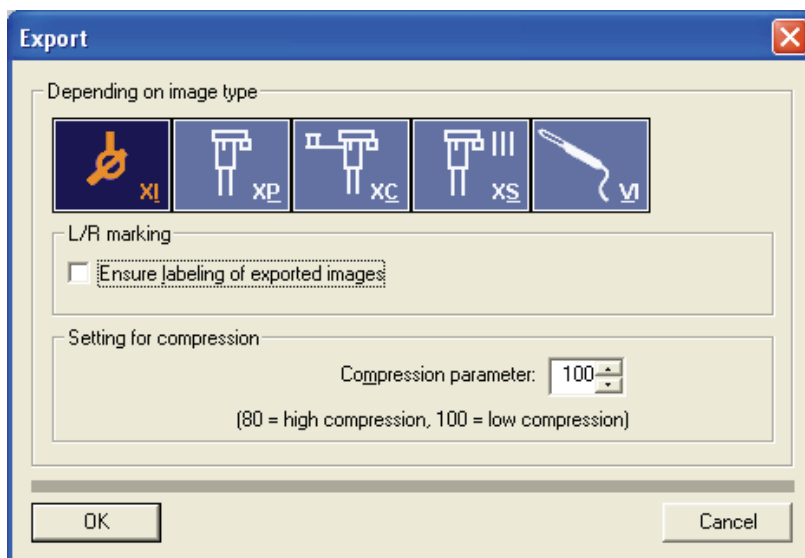 Export
Depending on image type
XI XP XC XS VI
L/R marking
Ensure labeling of exported images
Setting for compression
Compression parameter: 100
(80 = high compression, 100 = low compression)
OK Cancel